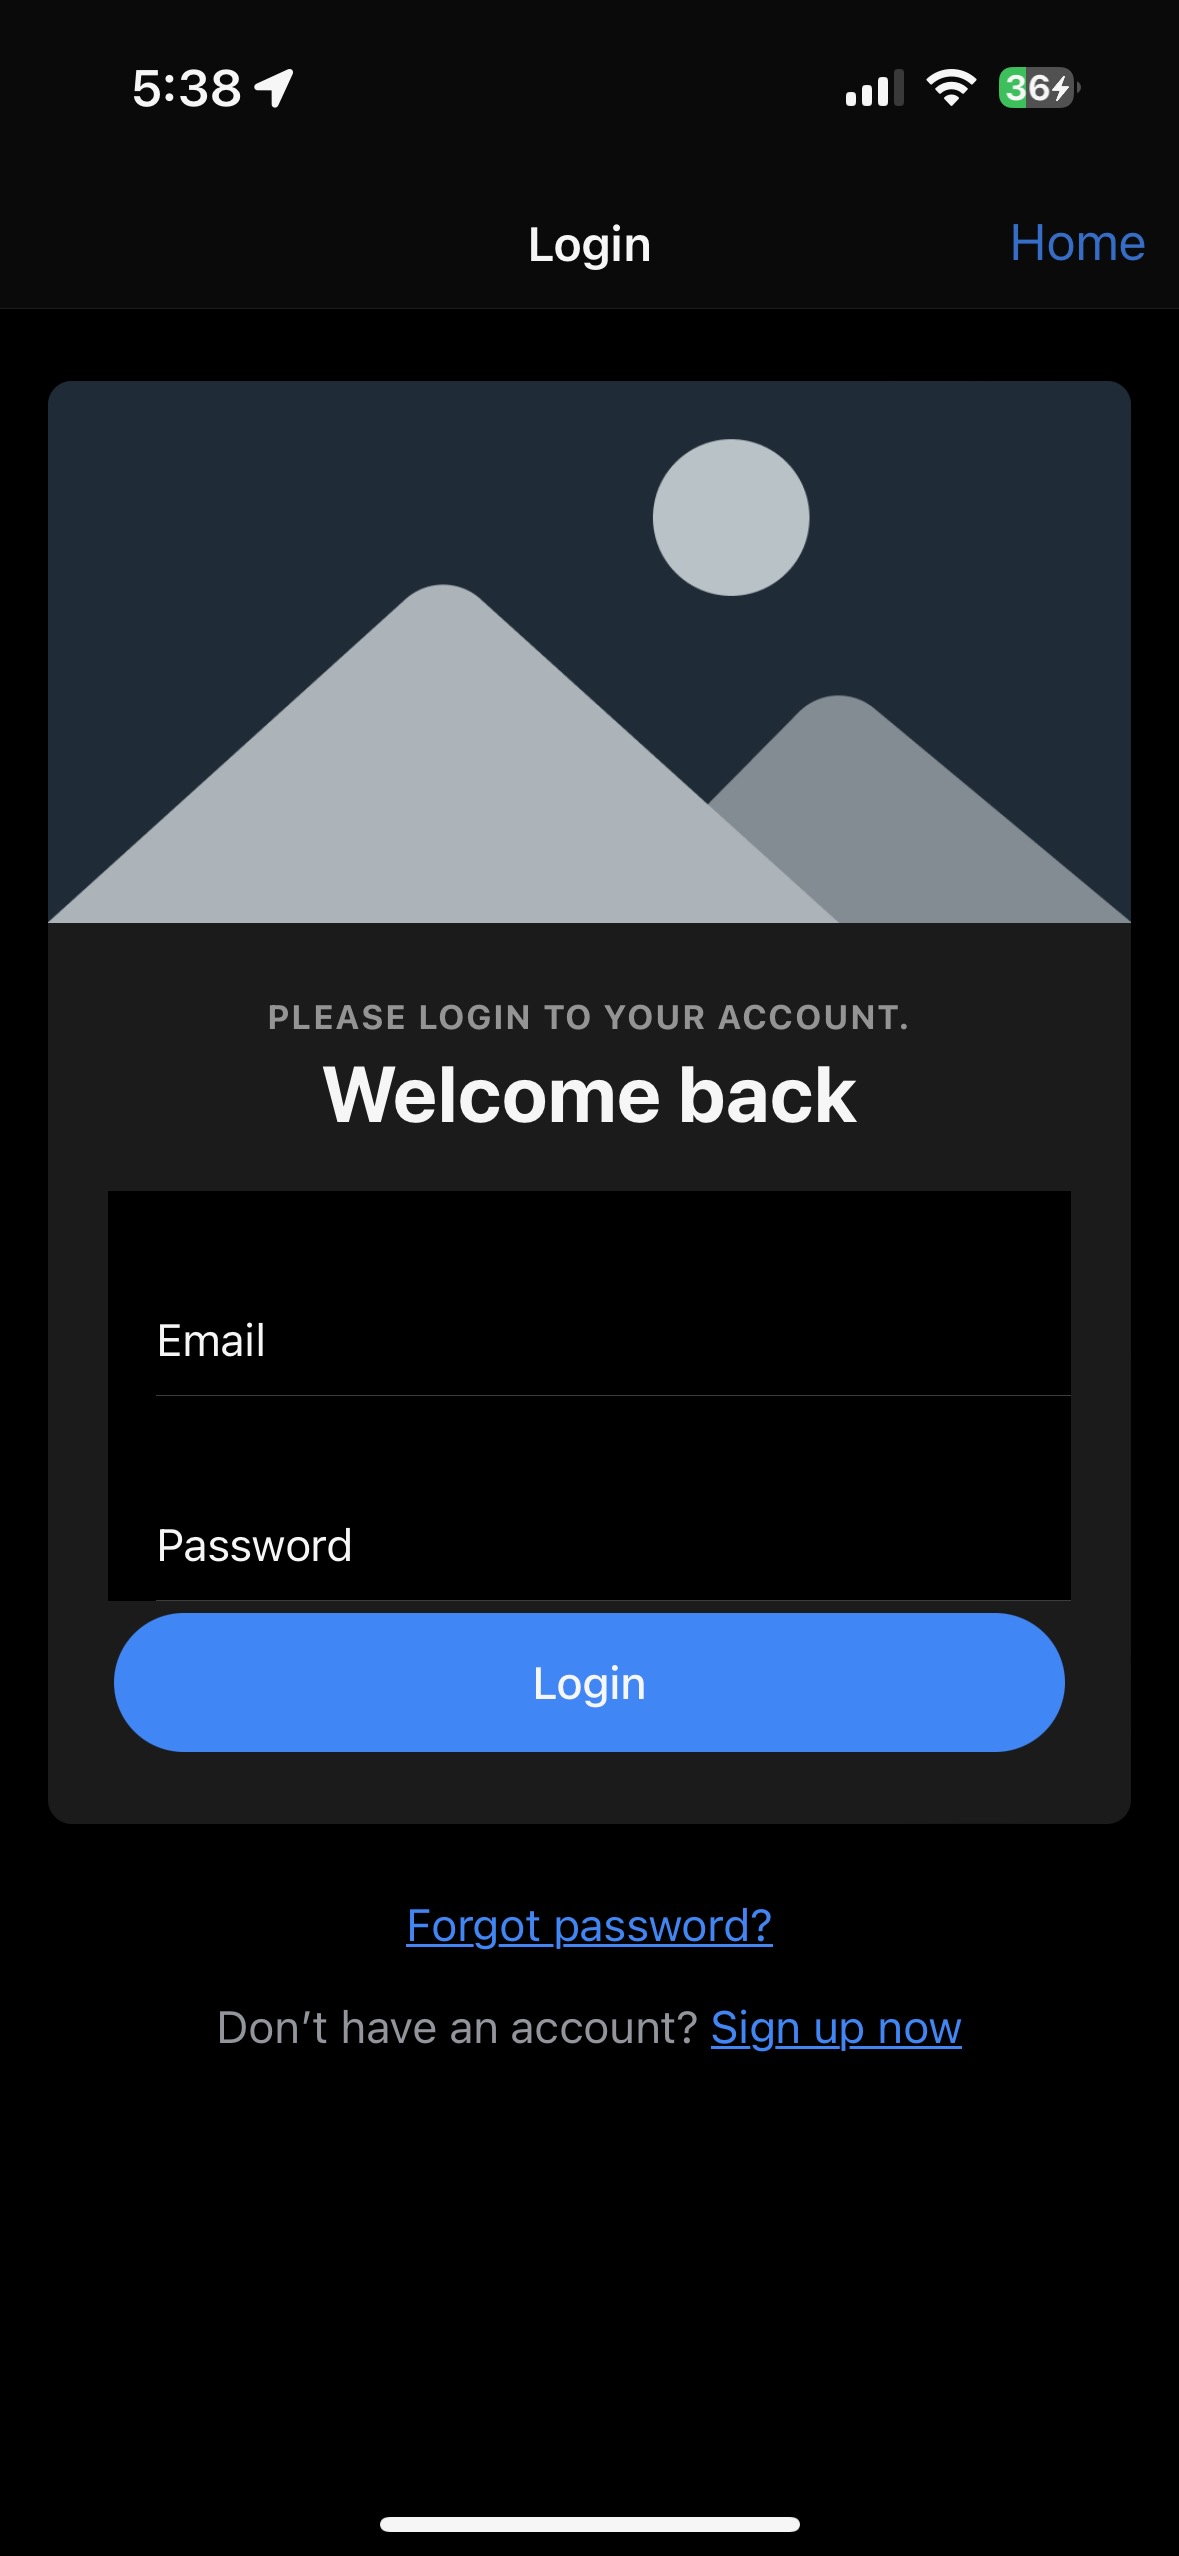 5:38
36
Login
Home
PLEASE LOGIN TO YOUR ACCOUNT.
Welcome back
Email
Password
Login
Forgot password?
Don’t have an account? Sign up now